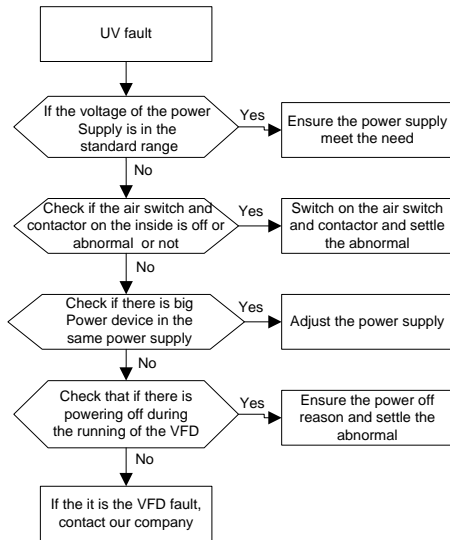 UV fault
If the voltage of the power
Supply is in the
standard range
Yes
Ensure the power supply
meet the need
No
Check if the air switch and
contactor on the inside is off or
abnormal or not
Yes
Switch on the air switch
and contactor and settle
the abnormal
No
Check if there is big
Power device in the
same power supply
Yes
Adjust the power supply
No
Check that if there is
powering off during
the running of the VFD
Yes
Ensure the power off
reason and settle the
abnormal
No
If the it is the VFD fault,
contact our company